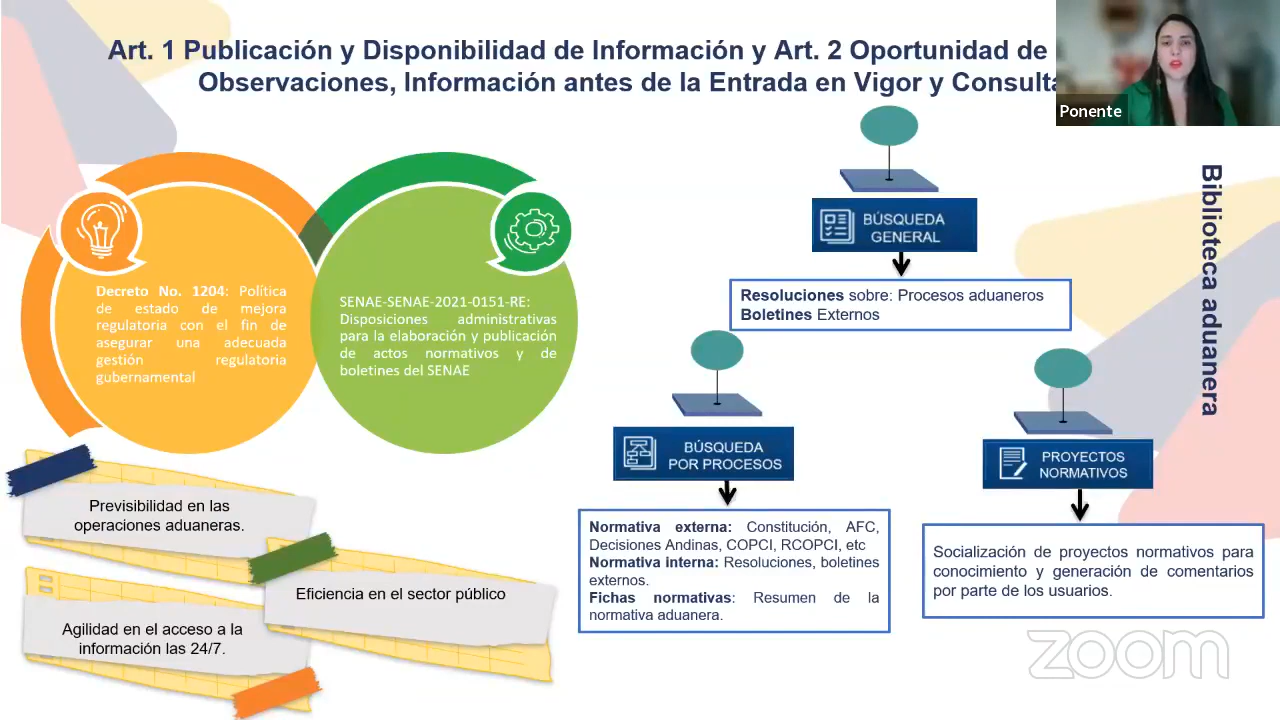 Art. 1 Publicación y Disponibilidad de Información y Art. 2 Oportunidad de
Observaciones, Información antes de la Entrada en Vigor y
Ponente
Decreto No. 1204: Política
de estado de mejora
regulatoria con el fin de
asegurar una adecuada
gestión regulatoria
gubernamental
SENAE-SENAE-2021-0151-RE:
Disposiciones administrativas
para la elaboración y publicación
de actos normativos y de
boletines del SENAE
Previsibilidad en las
operaciones aduaneras.
Eficiencia en el sector público
Agilidad en el acceso a la
información las 24/7.
BÚSQUEDA
GENERAL
Resoluciones sobre: Procesos aduaneros
Boletines Externos
BÚSQUEDA
POR PROCESOS
Normativa externa: Constitución, AFC,
Decisiones Andinas, COPCI, RCOPCI, etc
Normativa interna: Resoluciones, boletines
externos.
Fichas normativas: Resumen de la
normativa aduanera.
PROYECTOS
NORMATIVOS
Socialización de proyectos normativos para
conocimiento y generación de comentarios
por parte de los usuarios.
Biblioteca aduanera
zoom